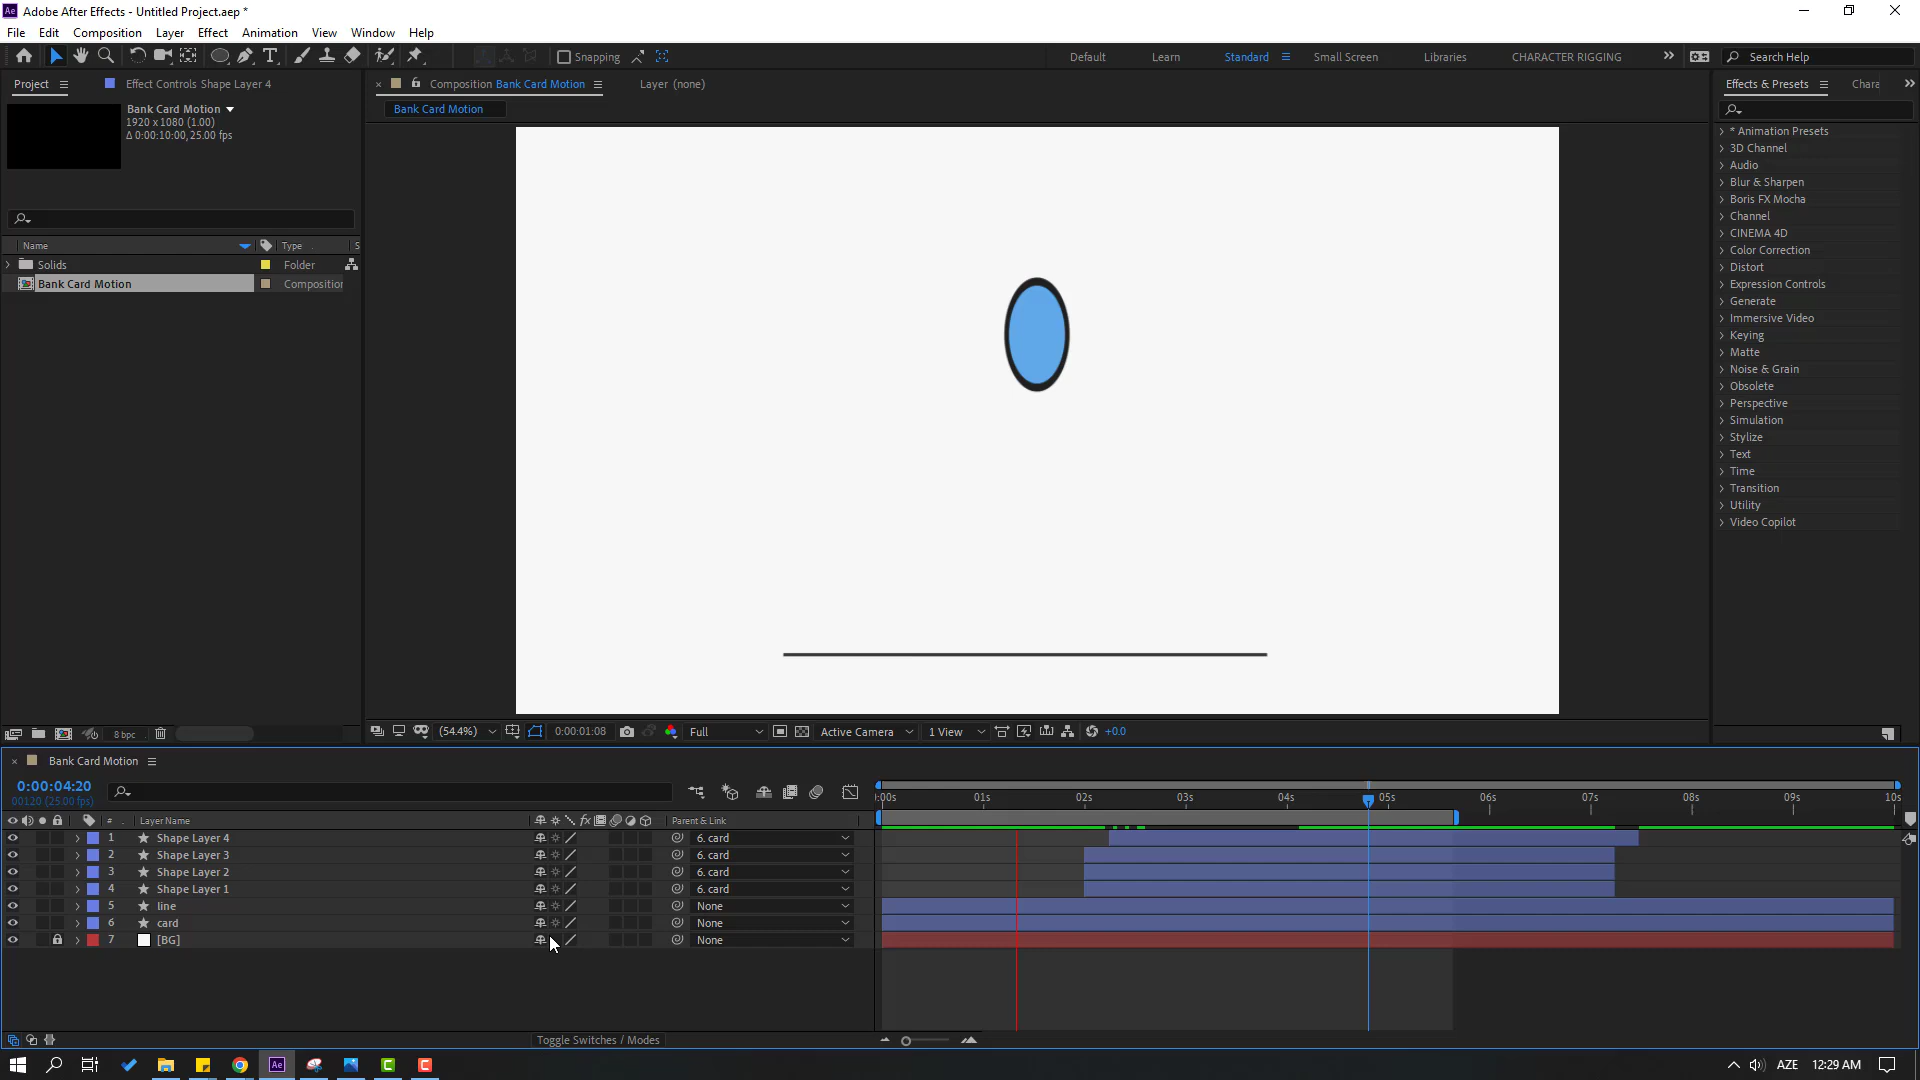 Ae Adobe After Effects - Untitled Project.aep *
File Edit Composition Layer Effect Animation View Window Help
Snapping
Default Learn Standard Small Screen Libraries CHARACTER RIGGING Search Help
Project Effect Controls Shape Layer 4
Bank Card Motion
1920 x 1080 (1.00)
Δ 0:00:10:00, 25.00 fps
Name Type S
Solids Folder
Bank Card Motion Composition
8 bpc
Composition Bank Card Motion Layer (none)
Bank Card Motion
(54.4%) 0:00:01:08 Full Active Camera 1 View +0.0
Effects & Presets Chara
* Animation Presets
3D Channel
Audio
Blur & Sharpen
Boris FX Mocha
Channel
CINEMA 4D
Color Correction
Distort
Expression Controls
Generate
Immersive Video
Keying
Matte
Noise & Grain
Obsolete
Perspective
Simulation
Stylize
Text
Time
Transition
Utility
Video Copilot
Bank Card Motion
0:00:04:20
00120 (25.00 fps)
:00s 01s 02s 03s 04s 05s 06s 07s 08s 09s 10s
# Layer Name fx Parent & Link
1 Shape Layer 4 6. card
2 Shape Layer 3 6. card
3 Shape Layer 2 6. card
4 Shape Layer 1 6. card
5 line None
6 card None
7 [BG] None
Toggle Switches / Modes
Ae AZE 12:29 AM